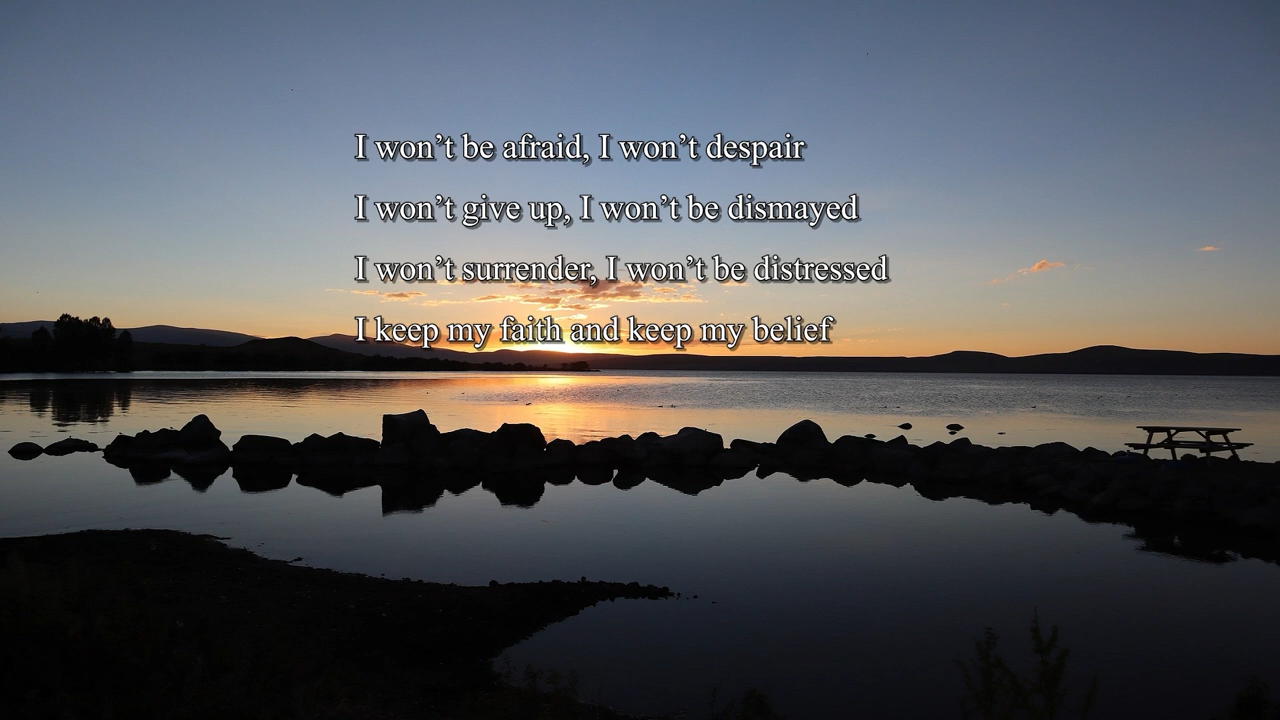 I won’t be afraid, I won’t despair
I won’t give up, I won’t be dismayed
I won’t surrender, I won’t be distressed
I keep my faith and keep my belief